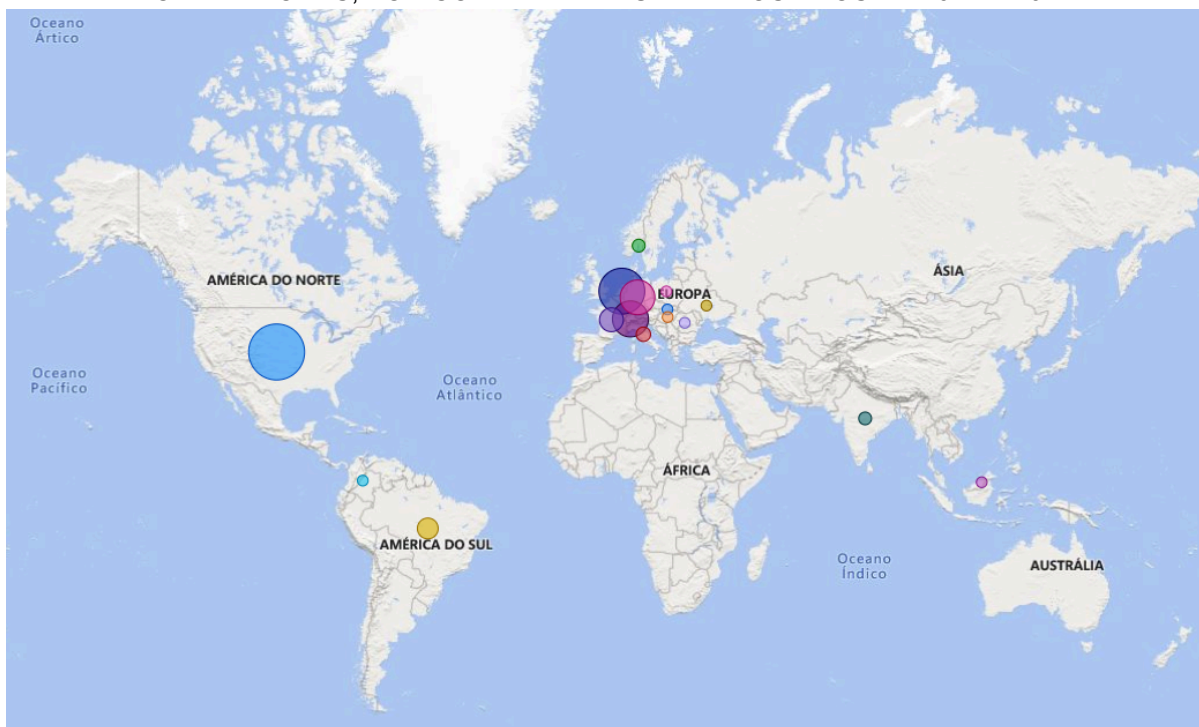 Oceano
Ártico
AMÉRICA DO NORTE
ÁSIA
EUROPA
Oceano
Pacífico
Oceano
Atlântico
ÁFRICA
AMÉRICA DO SUL
Oceano
Índico
AUSTRÁLIA